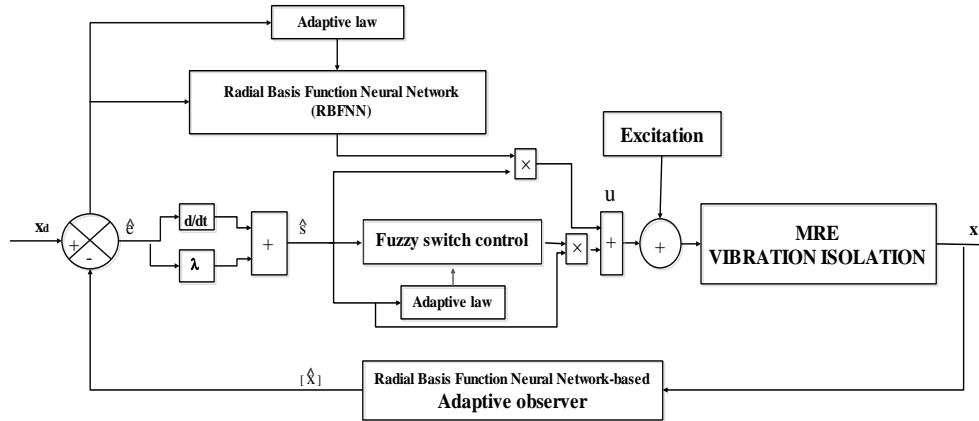 Adaptive law
Radial Basis Function Neural Network
(RBFNN)
Excitation
×
u
xd
+
-
ê
d/dt
λ
+
ŝ
Fuzzy switch control
×
+
+
MRE
VIBRATION ISOLATION
x
Adaptive law
[ X̂ ]
Radial Basis Function Neural Network-based
Adaptive observer